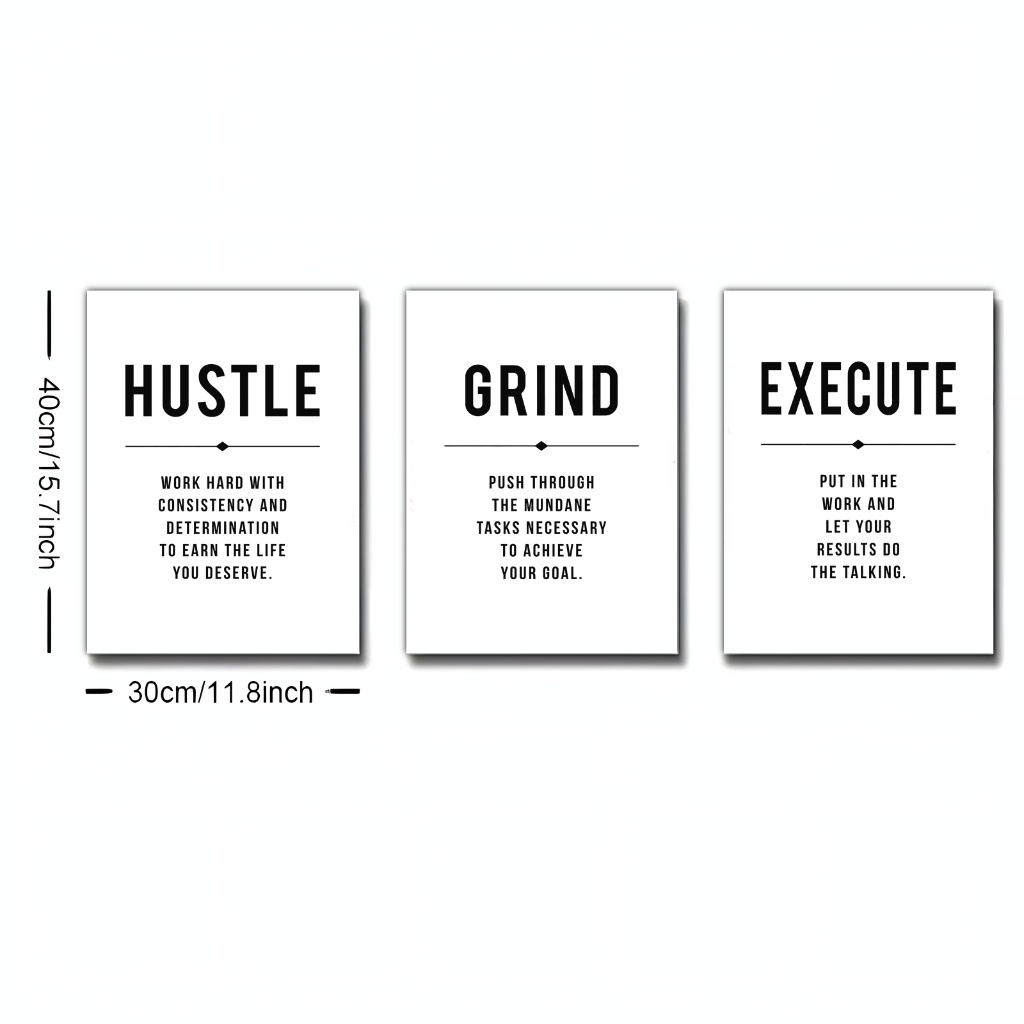 HUSTLE
WORK HARD WITH
CONSISTENCY AND
DETERMINATION
TO EARN THE LIFE
YOU DESERVE.
GRIND
PUSH THROUGH
THE MUNDANE
TASKS NECESSARY
TO ACHIEVE
YOUR GOAL.
EXECUTE
PUT IN THE
WORK AND
LET YOUR
RESULTS DO
THE TALKING.
40cm/15.7inch
30cm/11.8inch